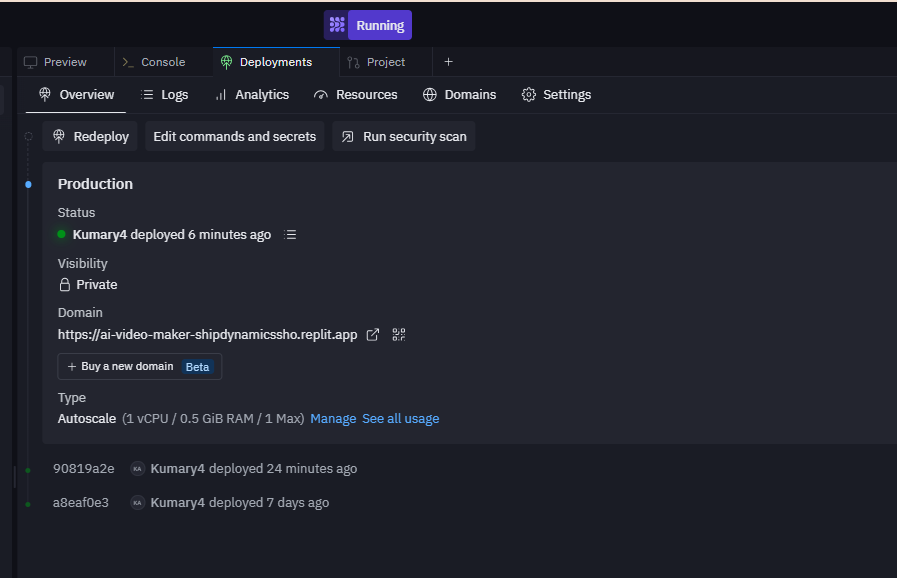 Running
Preview Console Deployments Project +
Overview Logs Analytics Resources Domains Settings
Redeploy Edit commands and secrets Run security scan
Production
Status
Kumary4 deployed 6 minutes ago
Visibility
Private
Domain
https://ai-video-maker-shipdynamicssho.replit.app
+ Buy a new domain Beta
Type
Autoscale (1 vCPU / 0.5 GiB RAM / 1 Max) Manage See all usage
90819a2e KA Kumary4 deployed 24 minutes ago
a8eaf0e3 KA Kumary4 deployed 7 days ago